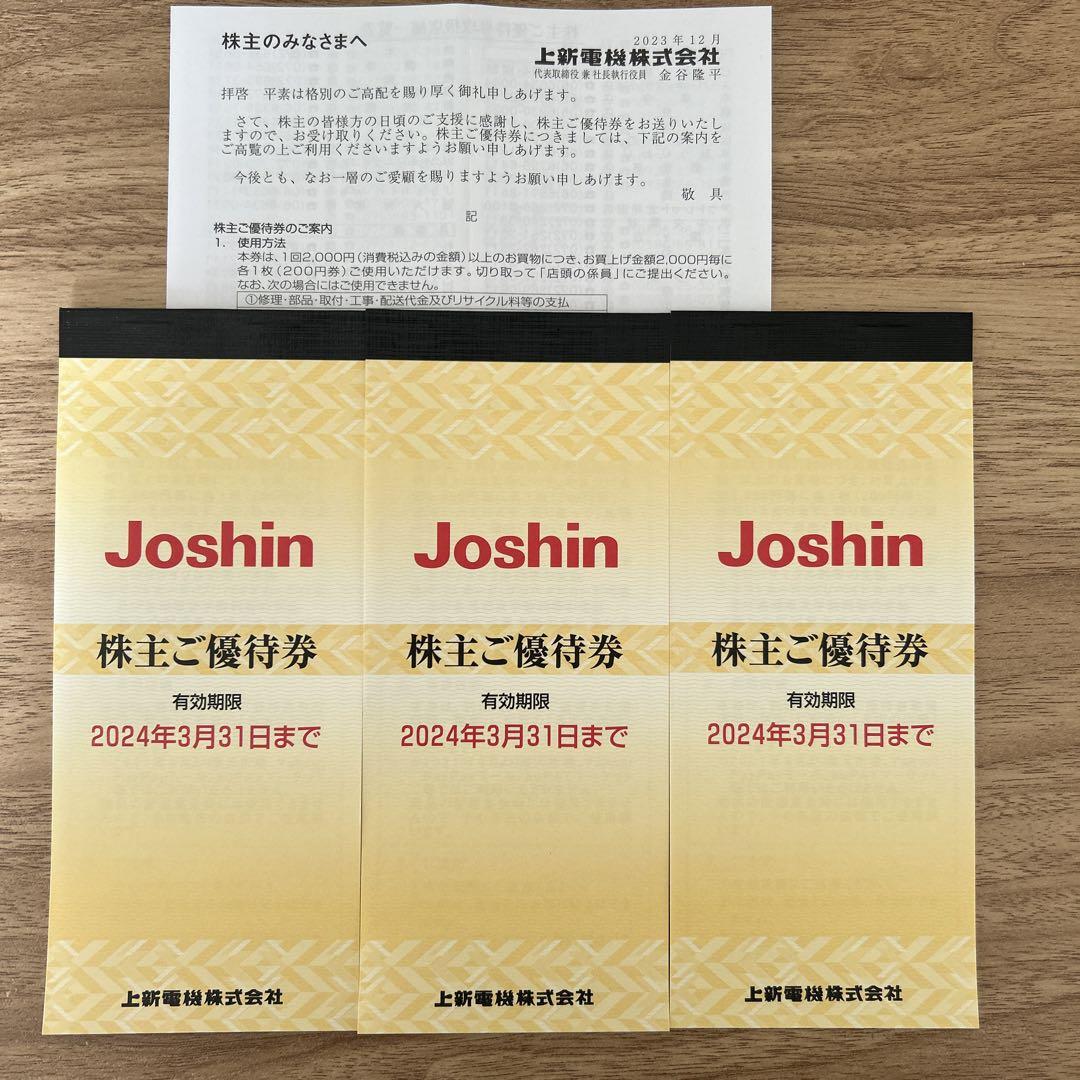 株主のみなさまへ
2023年12月
上新電機株式会社
代表取締役 兼 社長執行役員 金谷隆平
拝啓 平素は格別のご高配を賜り厚く御礼申しあげます。
さて、株主の皆様方の日頃のご支援に感謝し、株主ご優待券をお送りいたし
ますので、お受け取りください。株主ご優待券につきましては、下記の案内を
ご高覧の上ご利用くださいますようお願い申しあげます。
今後とも、なお一層のご愛顧を賜りますようお願い申しあげます。
敬 具
記
株主ご優待券のご案内
1. 使用方法
本券は、1回2,000円(消費税込みの金額)以上のお買物につき、お買上げ金額2,000円毎に
各1枚(200円券)ご使用いただけます。切り取って「店頭の係員」にご提出ください。
なお、次の場合にはご使用できません。
①修理・部品・取付・工事・配送代金及びリサイクル料等の支払
Joshin
株主ご優待券
有効期限
2024年3月31日まで
上新電機株式会社
Joshin
株主ご優待券
有効期限
2024年3月31日まで
上新電機株式会社
Joshin
株主ご優待券
有効期限
2024年3月31日まで
上新電機株式会社